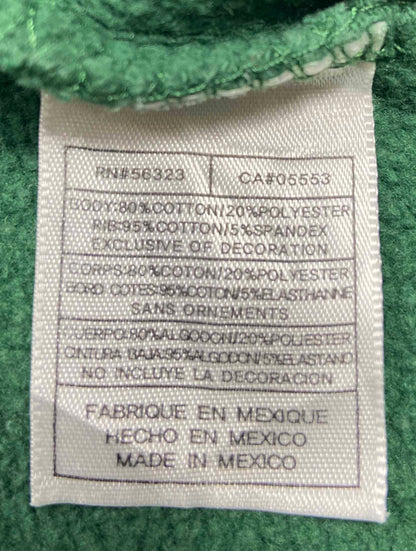 RN#56323 CA#05553
BODY:80%COTTON/20%POLYESTER
RIB:95%COTTON/5%SPANDEX
EXCLUSIVE OF DECORATION
CORPS:80%COTON/20%POLYESTER
BORD COTES:95%COTON/5%ELASTHANNE
SANS ORNEMENTS
CUERPO:80%ALGODON/20%POLIESTER
CINTURA BAJA:95%ALGODON/5%ELASTANO
NO INCLUYE LA DECORACION
FABRIQUE EN MEXIQUE
HECHO EN MEXICO
MADE IN MEXICO